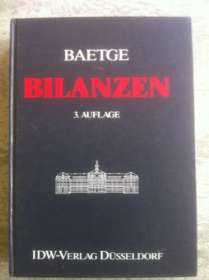 BAETGE
BILANZEN
3. AUFLAGE
IDW-VERLAG DÜSSELDORF